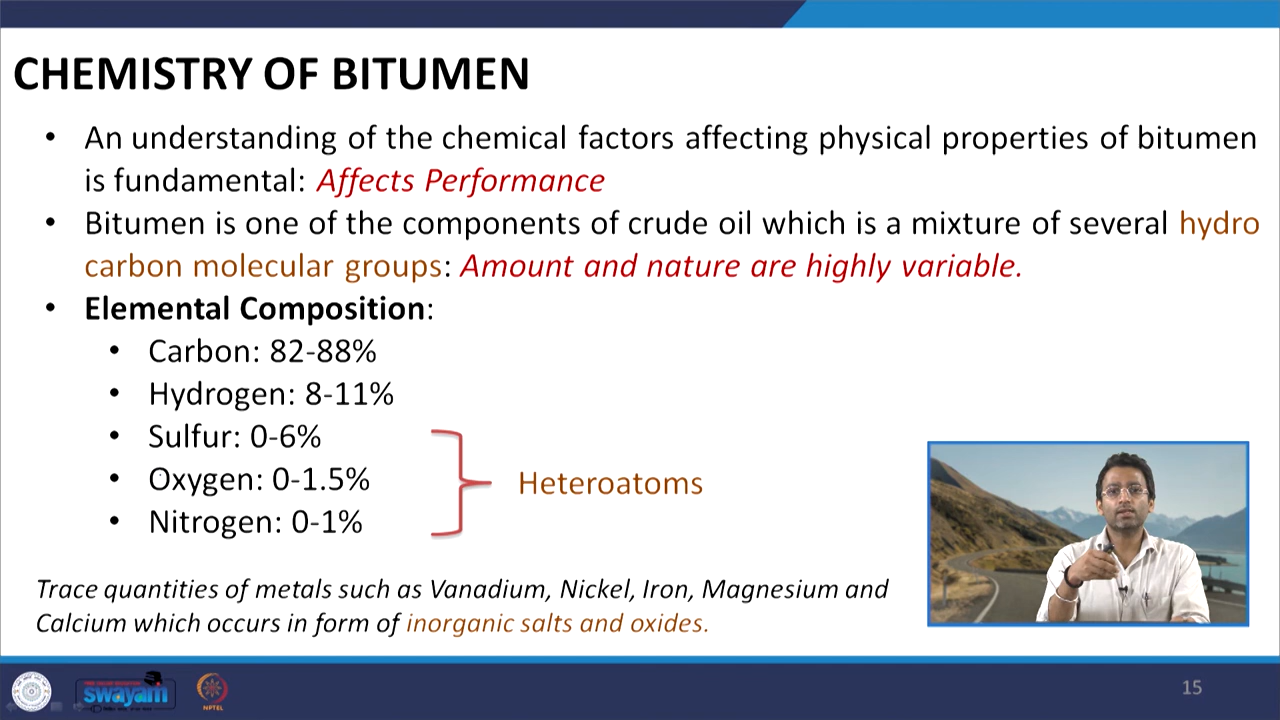 CHEMISTRY OF BITUMEN
• An understanding of the chemical factors affecting physical properties of bitumen
is fundamental: Affects Performance
• Bitumen is one of the components of crude oil which is a mixture of several hydro
carbon molecular groups: Amount and nature are highly variable.
• Elemental Composition:
• Carbon: 82-88%
• Hydrogen: 8-11%
• Sulfur: 0-6%
• Oxygen: 0-1.5%
• Nitrogen: 0-1%
Heteroatoms
Trace quantities of metals such as Vanadium, Nickel, Iron, Magnesium and
Calcium which occurs in form of inorganic salts and oxides.
swayam
NPTEL
15